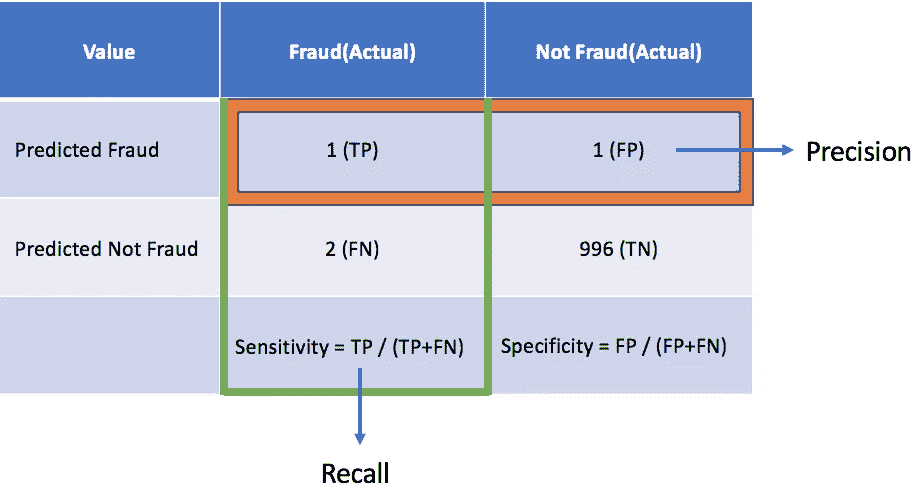 Value Fraud(Actual) Not Fraud(Actual)
Predicted Fraud 1 (TP) 1 (FP) Precision
Predicted Not Fraud 2 (FN) 996 (TN)
Sensitivity = TP / (TP+FN) Specificity = FP / (FP+FN)
Recall